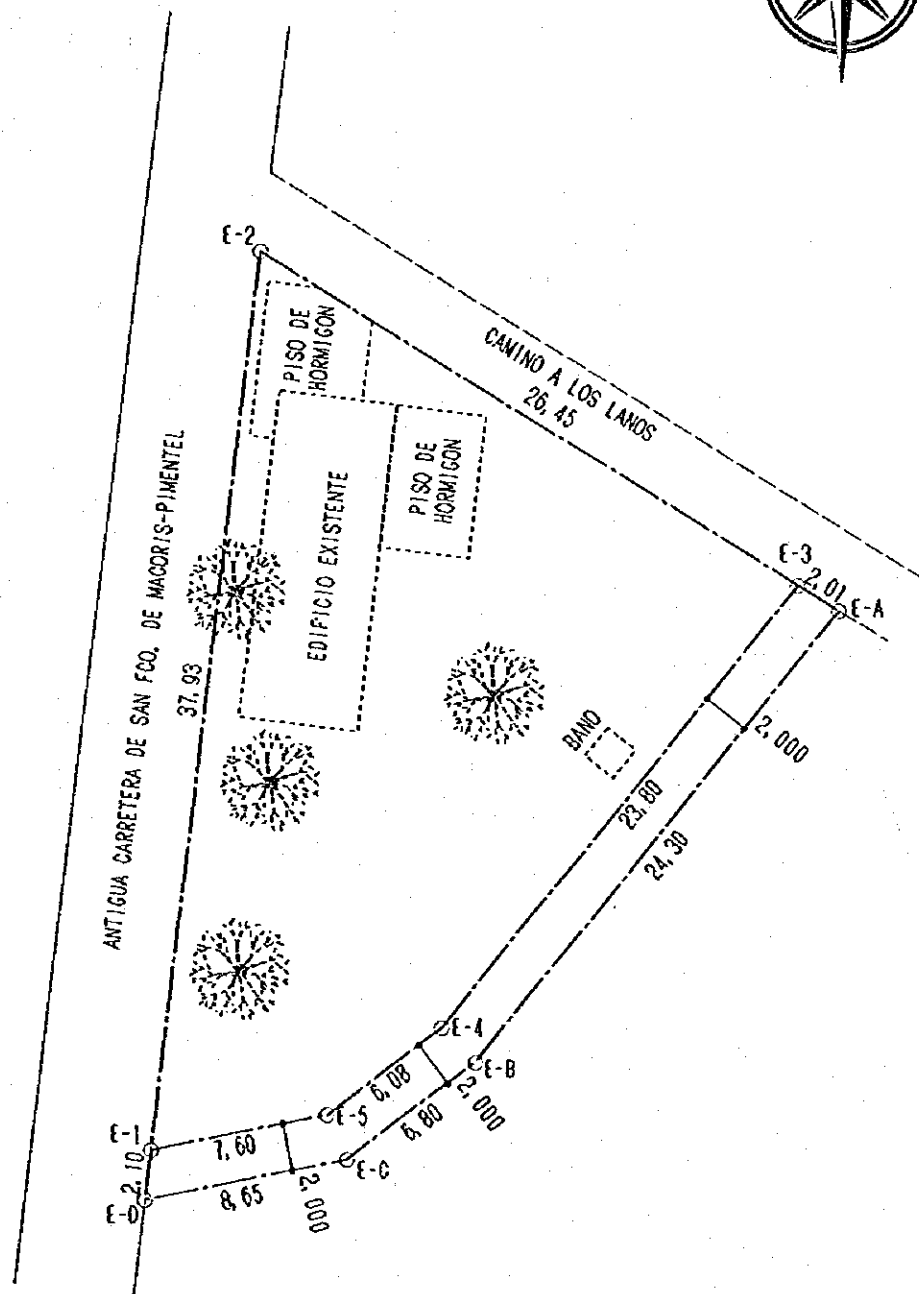 E-2
PISO DE
HORMIGON
CAMINO A LOS LANOS
26,45
ANTIGUA CARRETERA DE SAN FCO. DE MACORIS-PIMENTEL
37,93
EDIFICIO EXISTENTE
PISO DE
HORMIGON
E-3
2,01
E-A
2,000
BANO
23,80
24,30
E-4
E-B
2,000
6,08
6,80
E-5
E-C
E-1
7,60
2,10
E-D
8,65
2,000